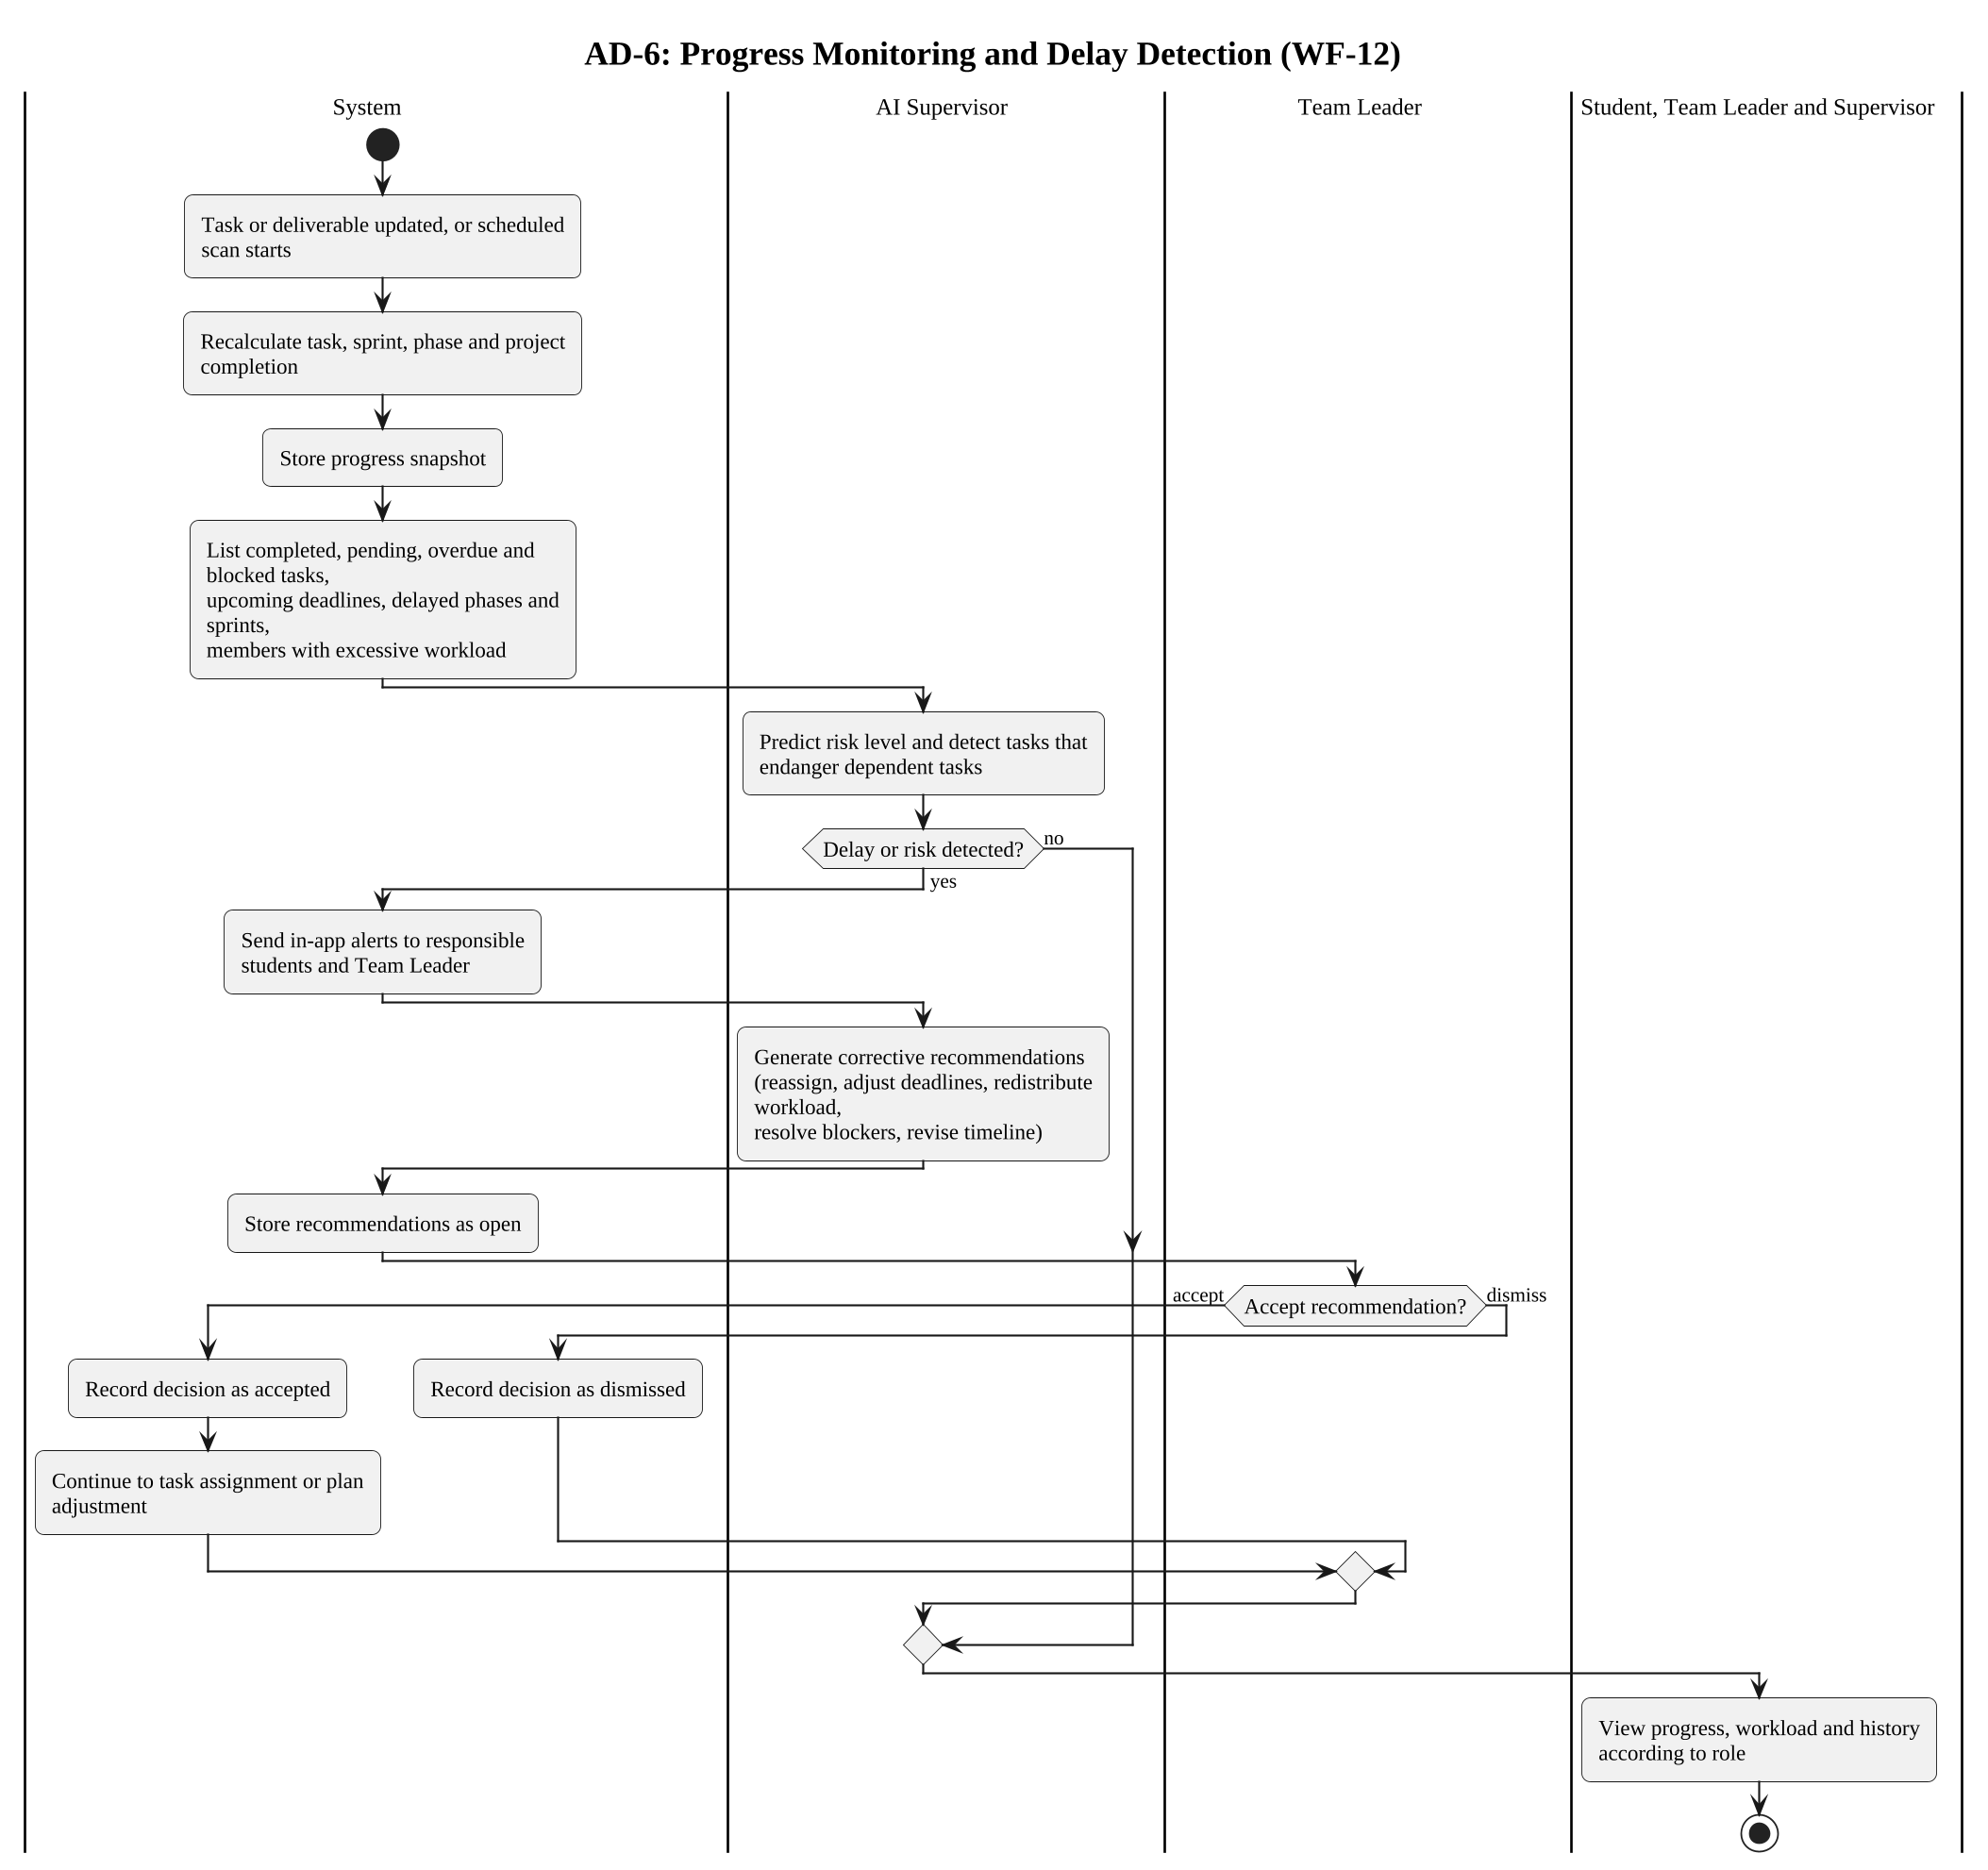 AD-6: Progress Monitoring and Delay Detection (WF-12)
System
AI Supervisor
Team Leader
Student, Team Leader and Supervisor
Task or deliverable updated, or scheduled
scan starts
Recalculate task, sprint, phase and project
completion
Store progress snapshot
List completed, pending, overdue and
blocked tasks,
upcoming deadlines, delayed phases and
sprints,
members with excessive workload
Predict risk level and detect tasks that
endanger dependent tasks
Delay or risk detected?
no
yes
Send in-app alerts to responsible
students and Team Leader
Generate corrective recommendations
(reassign, adjust deadlines, redistribute
workload,
resolve blockers, revise timeline)
Store recommendations as open
accept
Accept recommendation?
dismiss
Record decision as accepted
Record decision as dismissed
Continue to task assignment or plan
adjustment
View progress, workload and history
according to role